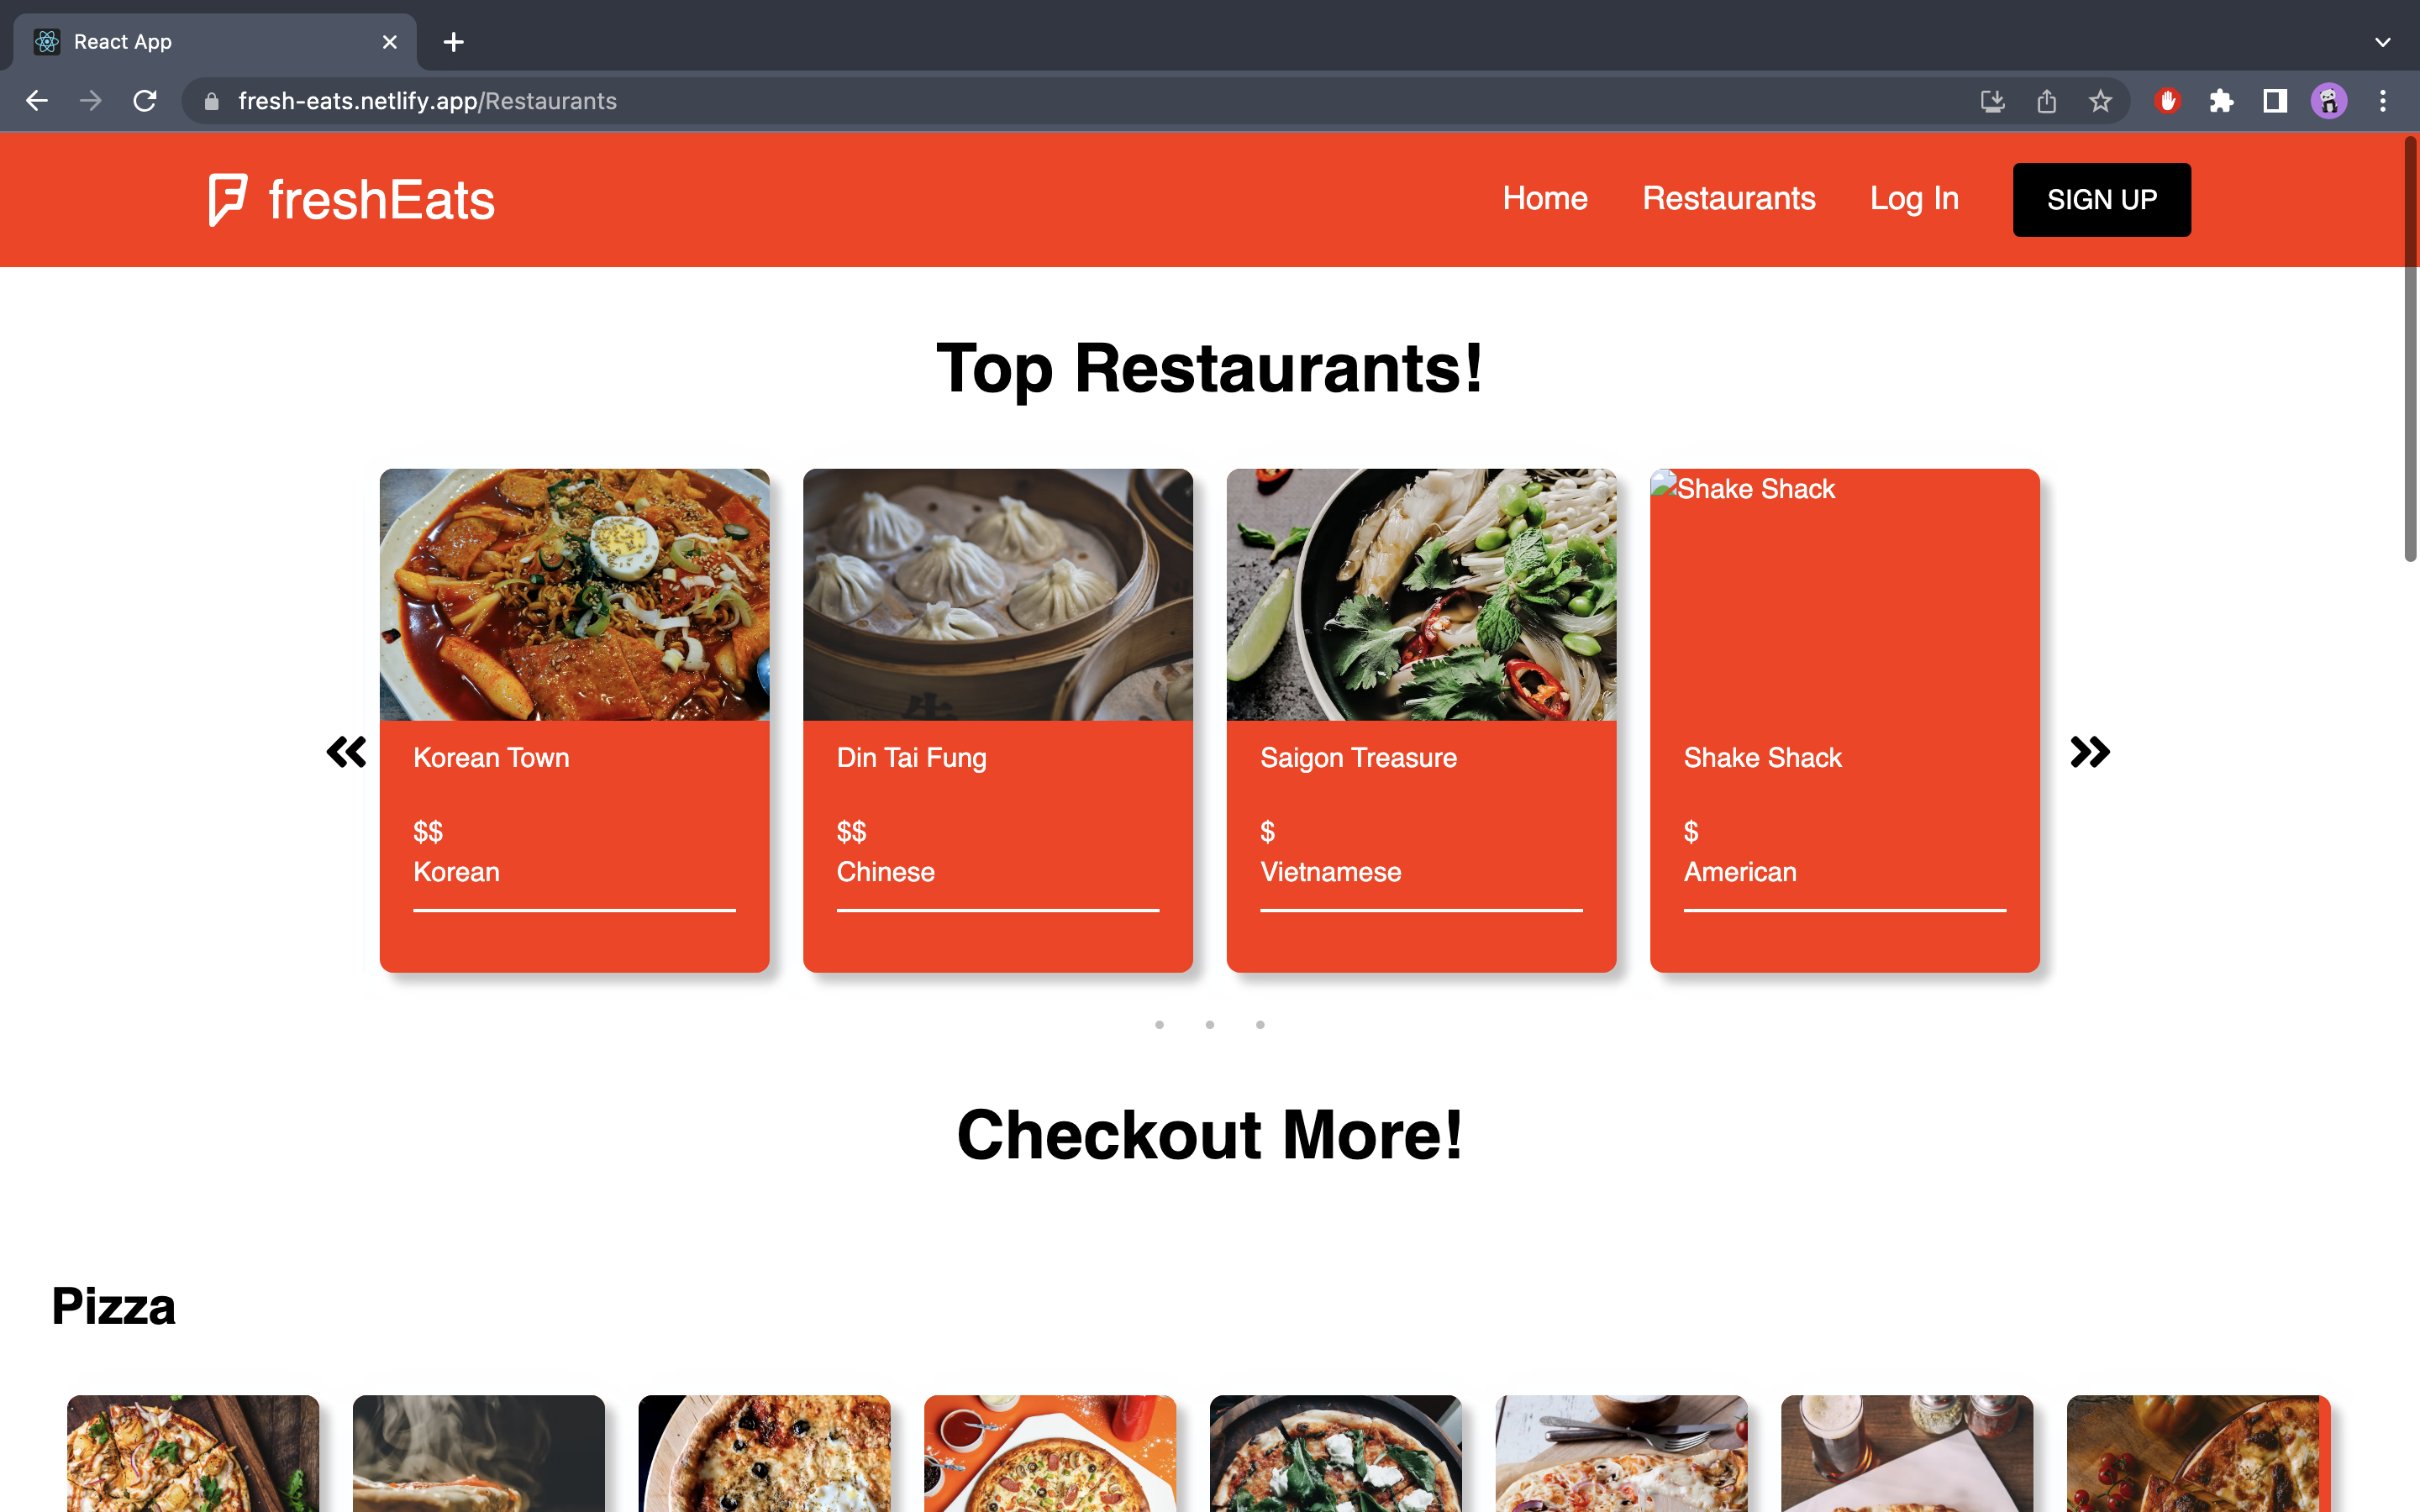 React App
fresh-eats.netlify.app/Restaurants
freshEats
Home
Restaurants
Log In
SIGN UP
Top Restaurants!
Shake Shack
Korean Town
$$
Korean
Din Tai Fung
$$
Chinese
Saigon Treasure
$
Vietnamese
Shake Shack
$
American
Checkout More!
Pizza